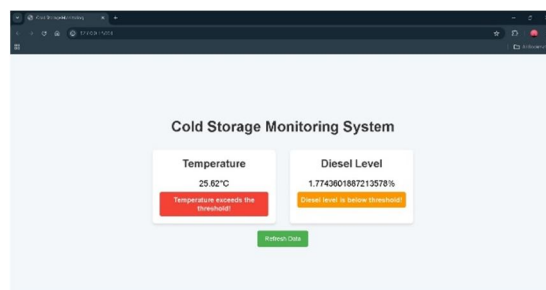 Cold Storage Monitoring System
Temperature
25.62°C
Temperature exceeds the
threshold!
Diesel Level
1.7743601887213578%
Diesel level is below threshold!
Refresh Data